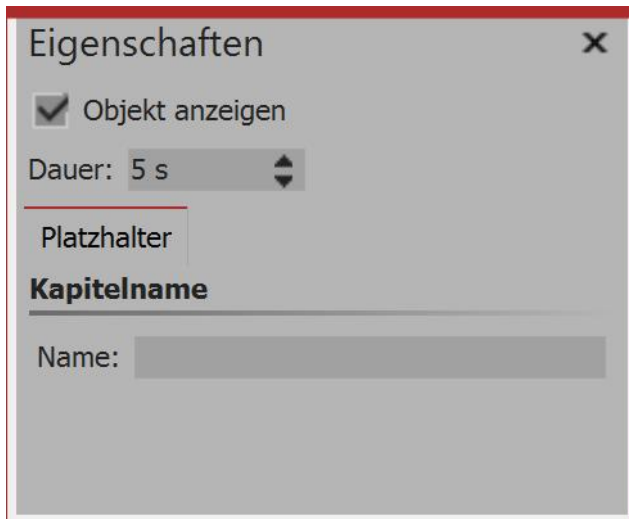 Eigenschaften
Objekt anzeigen
Dauer: 5 s
Platzhalter
Kapitelname
Name: